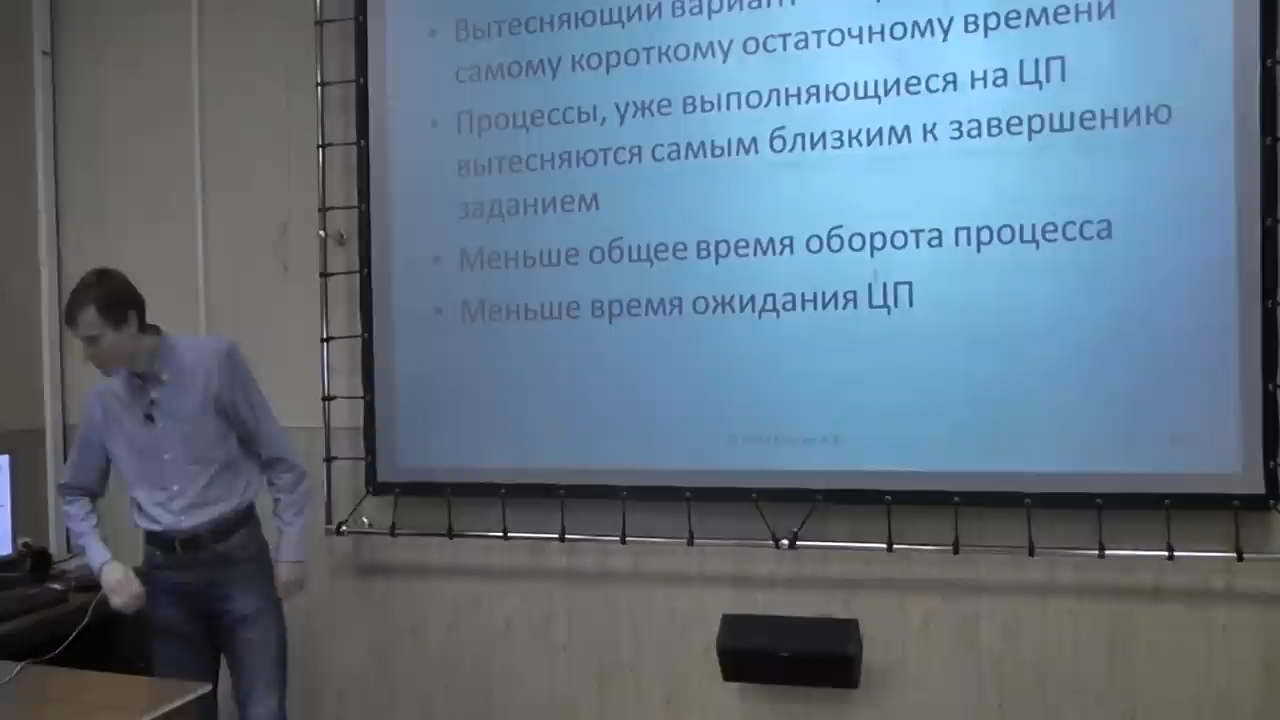 • Вытесняющий вариант
самому короткому остаточному времени
• Процессы, уже выполняющиеся на ЦП
вытесняются самым близким к завершению
заданием
• Меньше общее время оборота процесса
• Меньше время ожидания ЦП